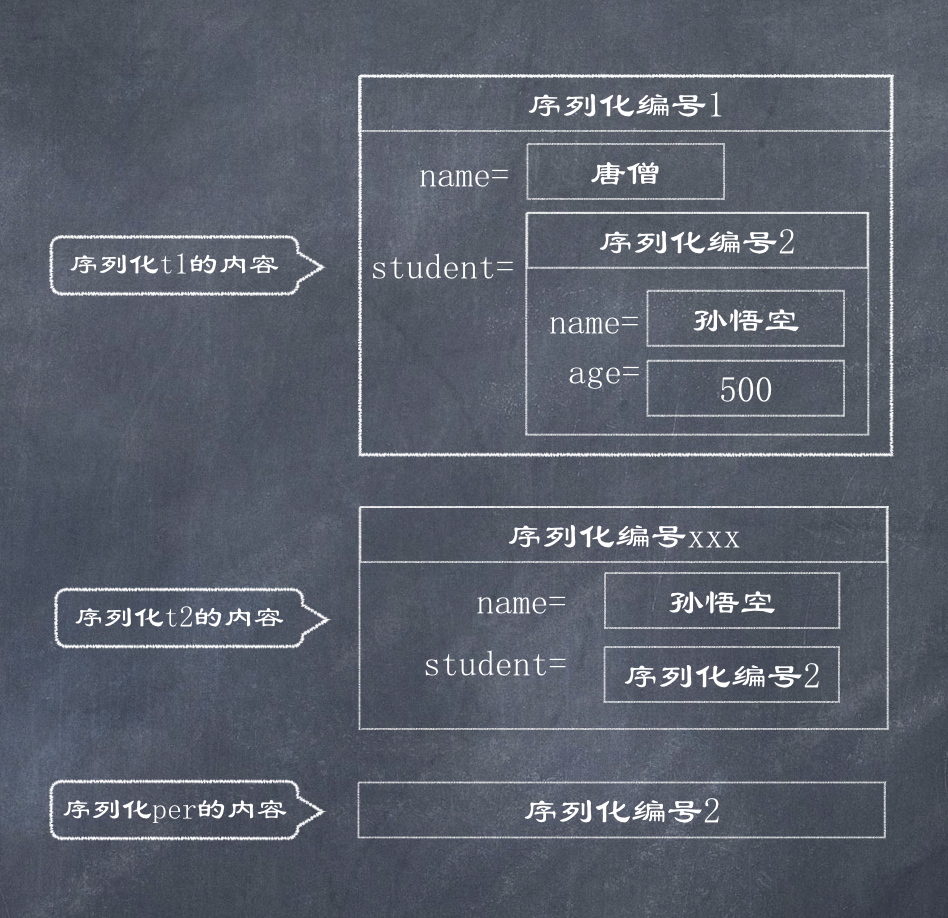 序列化编号1
name=
唐僧
序列化t1的内容
student=
序列化编号2
name=
孙悟空
age=
500
序列化编号xxx
序列化t2的内容
name=
孙悟空
student=
序列化编号2
序列化per的内容
序列化编号2